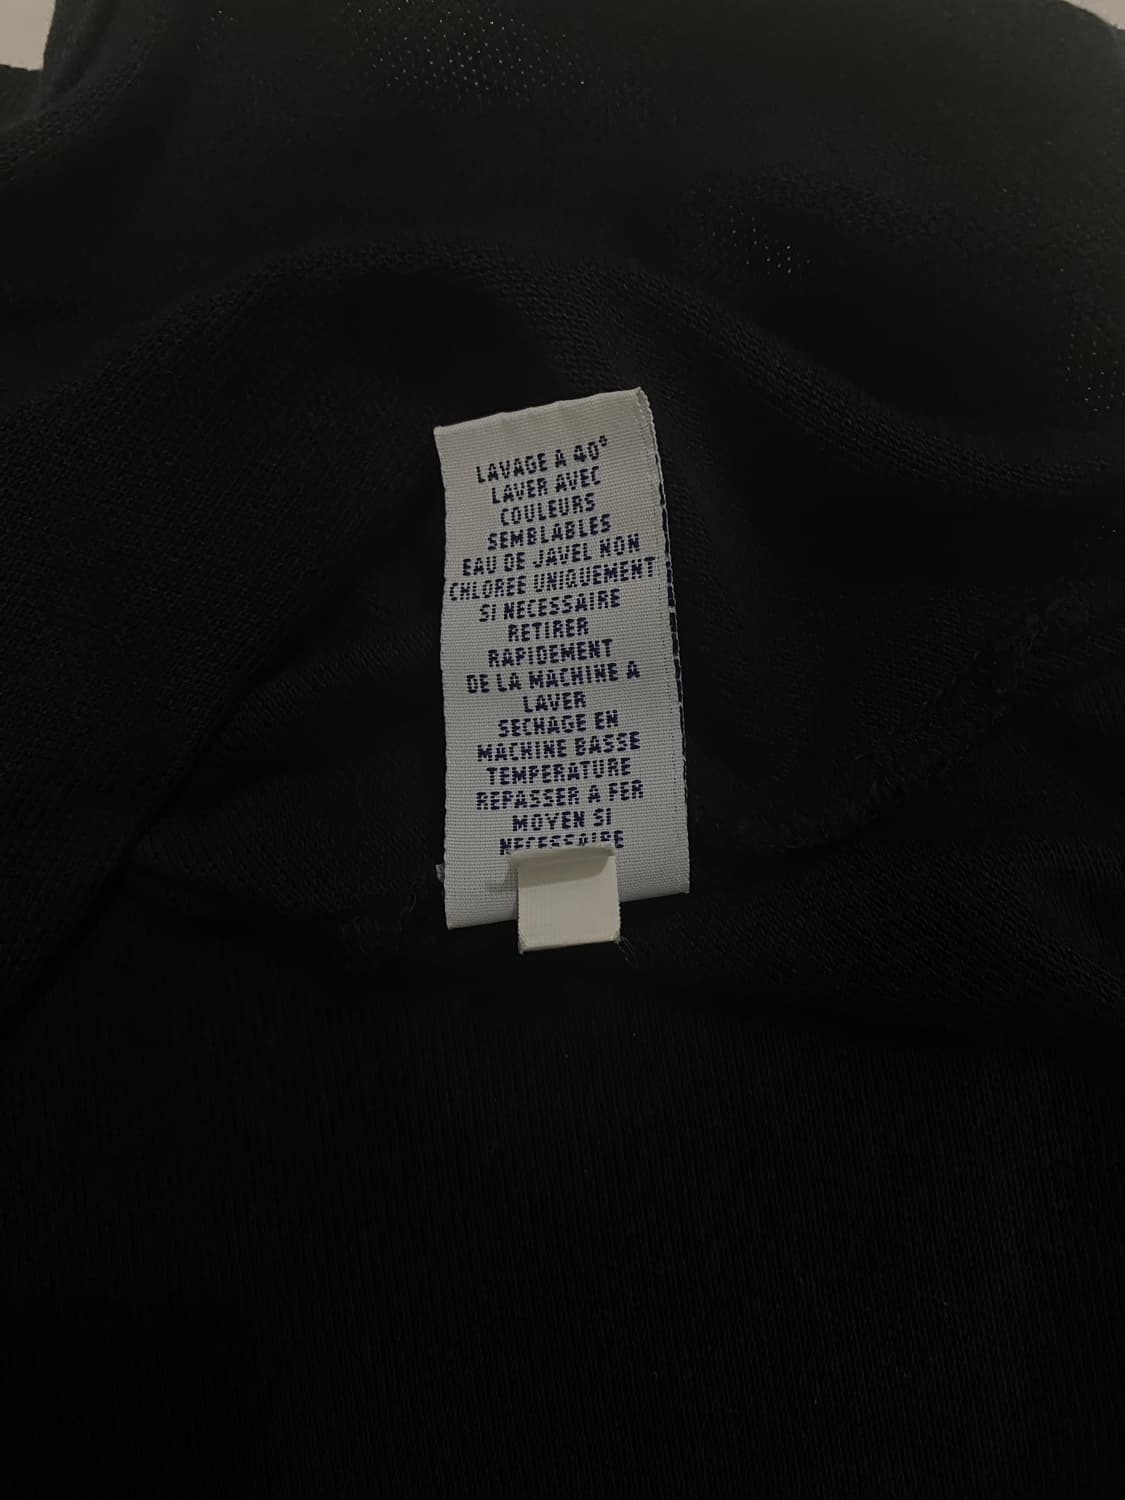 LAVAGE A 40°
LAVER AVEC
COULEURS
SEMBLABLES
EAU DE JAVEL NON
CHLOREE UNIQUEMENT
SI NECESSAIRE
RETIRER
RAPIDEMENT
DE LA MACHINE A
LAVER
SECHAGE EN
MACHINE BASSE
TEMPERATURE
REPASSER A FER
MOYEN SI
NECESSAIRE